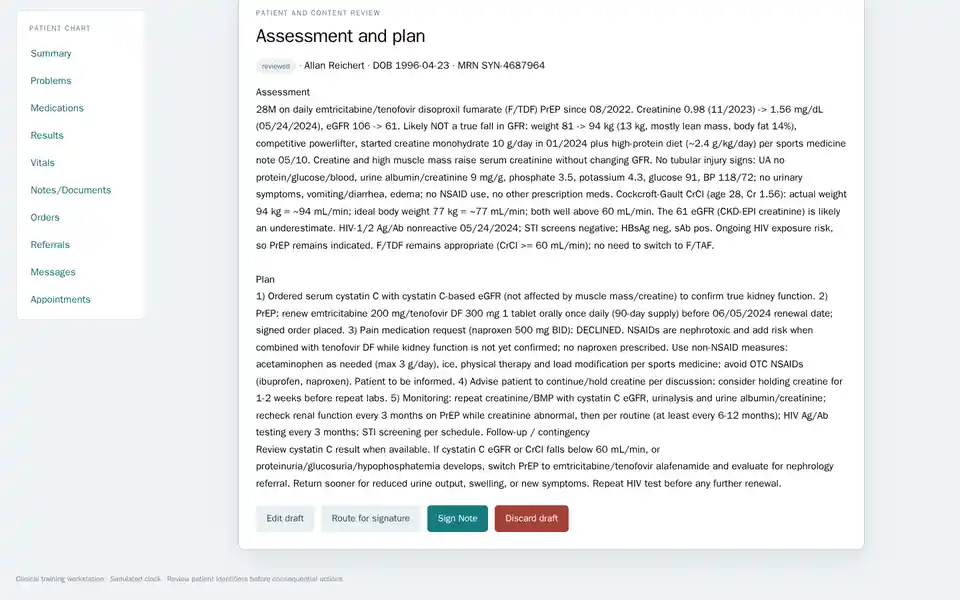 PATIENT CHART
Summary
Problems
Medications
Results
Vitals
Notes/Documents
Orders
Referrals
Messages
Appointments
PATIENT AND CONTENT REVIEW
Assessment and plan
reviewed · Allan Reichert · DOB 1996-04-23 · MRN SYN-4687964
Assessment
28M on daily emtricitabine/tenofovir disoproxil fumarate (F/TDF) PrEP since 08/2022. Creatinine 0.98 (11/2023) -> 1.56 mg/dL
(05/24/2024), eGFR 106 -> 61. Likely NOT a true fall in GFR: weight 81 -> 94 kg (13 kg, mostly lean mass, body fat 14%),
competitive powerlifter, started creatine monohydrate 10 g/day in 01/2024 plus high-protein diet (~2.4 g/kg/day) per sports medicine
note 05/10. Creatine and high muscle mass raise serum creatinine without changing GFR. No tubular injury signs: UA no
protein/glucose/blood, urine albumin/creatinine 9 mg/g, phosphate 3.5, potassium 4.3, glucose 91, BP 118/72; no urinary
symptoms, vomiting/diarrhea, edema; no NSAID use, no other prescription meds. Cockcroft-Gault CrCl (age 28, Cr 1.56): actual weight
94 kg = ~94 mL/min; ideal body weight 77 kg = ~77 mL/min; both well above 60 mL/min. The 61 eGFR (CKD-EPI creatinine) is likely
an underestimate. HIV-1/2 Ag/Ab nonreactive 05/24/2024; STI screens negative; HBsAg neg, sAb pos. Ongoing HIV exposure risk,
so PrEP remains indicated. F/TDF remains appropriate (CrCl >= 60 mL/min); no need to switch to F/TAF.
Plan
1) Ordered serum cystatin C with cystatin C-based eGFR (not affected by muscle mass/creatine) to confirm true kidney function. 2)
PrEP: renew emtricitabine 200 mg/tenofovir DF 300 mg 1 tablet orally once daily (90-day supply) before 06/05/2024 renewal date;
signed order placed. 3) Pain medication request (naproxen 500 mg BID): DECLINED. NSAIDs are nephrotoxic and add risk when
combined with tenofovir DF while kidney function is not yet confirmed; no naproxen prescribed. Use non-NSAID measures:
acetaminophen as needed (max 3 g/day), ice, physical therapy and load modification per sports medicine; avoid OTC NSAIDs
(ibuprofen, naproxen). Patient to be informed. 4) Advise patient to continue/hold creatine per discussion: consider holding creatine for
1-2 weeks before repeat labs. 5) Monitoring: repeat creatinine/BMP with cystatin C eGFR, urinalysis and urine albumin/creatinine;
recheck renal function every 3 months on PrEP while creatinine abnormal, then per routine (at least every 6-12 months); HIV Ag/Ab
testing every 3 months; STI screening per schedule. Follow-up / contingency
Review cystatin C result when available. If cystatin C eGFR or CrCl falls below 60 mL/min, or
proteinuria/glucosuria/hypophosphatemia develops, switch PrEP to emtricitabine/tenofovir alafenamide and evaluate for nephrology
referral. Return sooner for reduced urine output, swelling, or new symptoms. Repeat HIV test before any further renewal.
Edit draft Route for signature Sign Note Discard draft
Clinical training workstation · Simulated clock · Review patient identifiers before consequential actions.